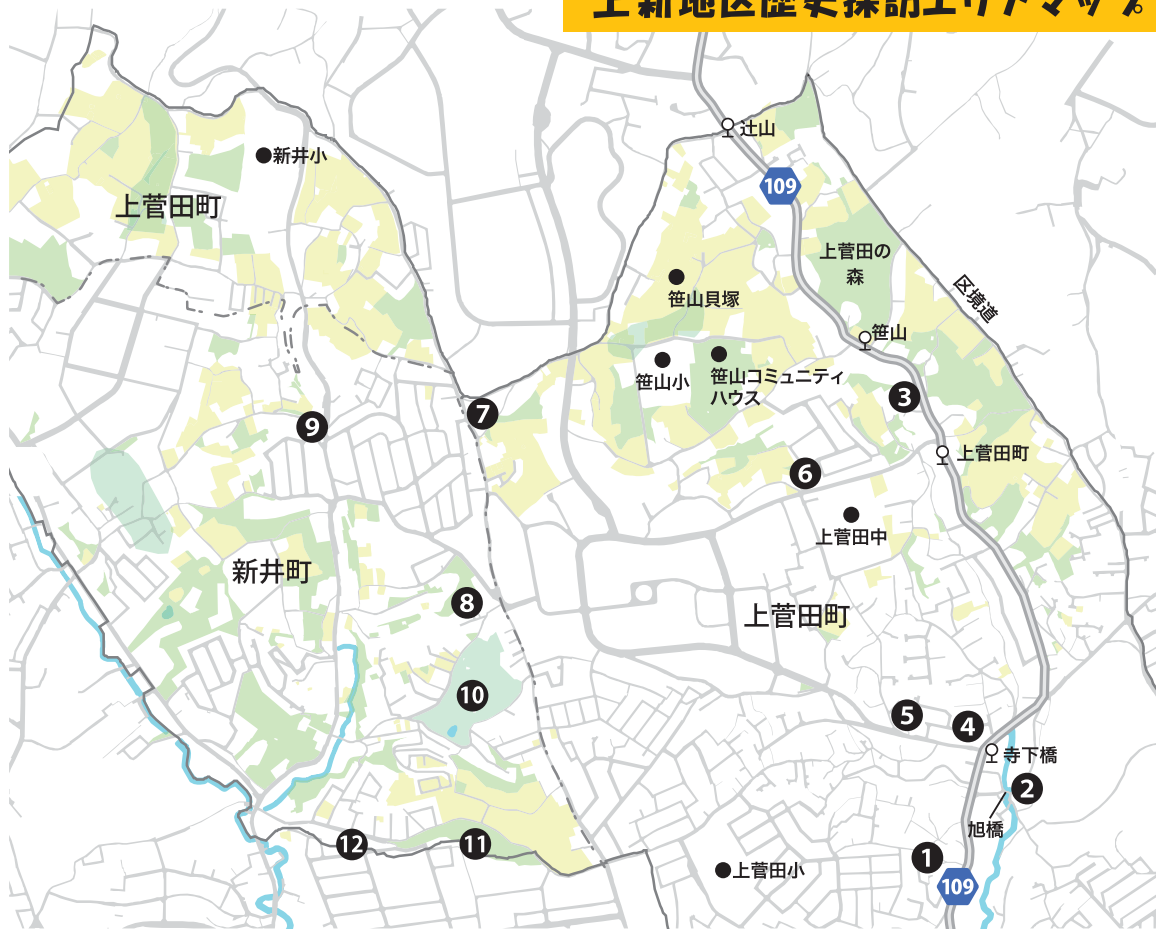 上新地区歴史探訪エリアマップ
辻山
新井小
109
上菅田町
上菅田の
森
笹山貝塚
区境道
笹山
笹山小
笹山コミュニティ
ハウス
3
7
9
上菅田町
6
上菅田中
新井町
8
上菅田町
10
5
4
寺下橋
2
旭橋
12
11
1
上菅田小
109